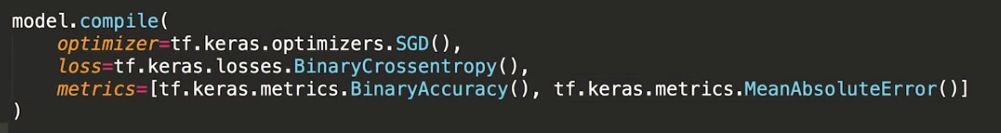 model.compile(
    optimizer=tf.keras.optimizers.SGD(),
    loss=tf.keras.losses.BinaryCrossentropy(),
    metrics=[tf.keras.metrics.BinaryAccuracy(), tf.keras.metrics.MeanAbsoluteError()]
)